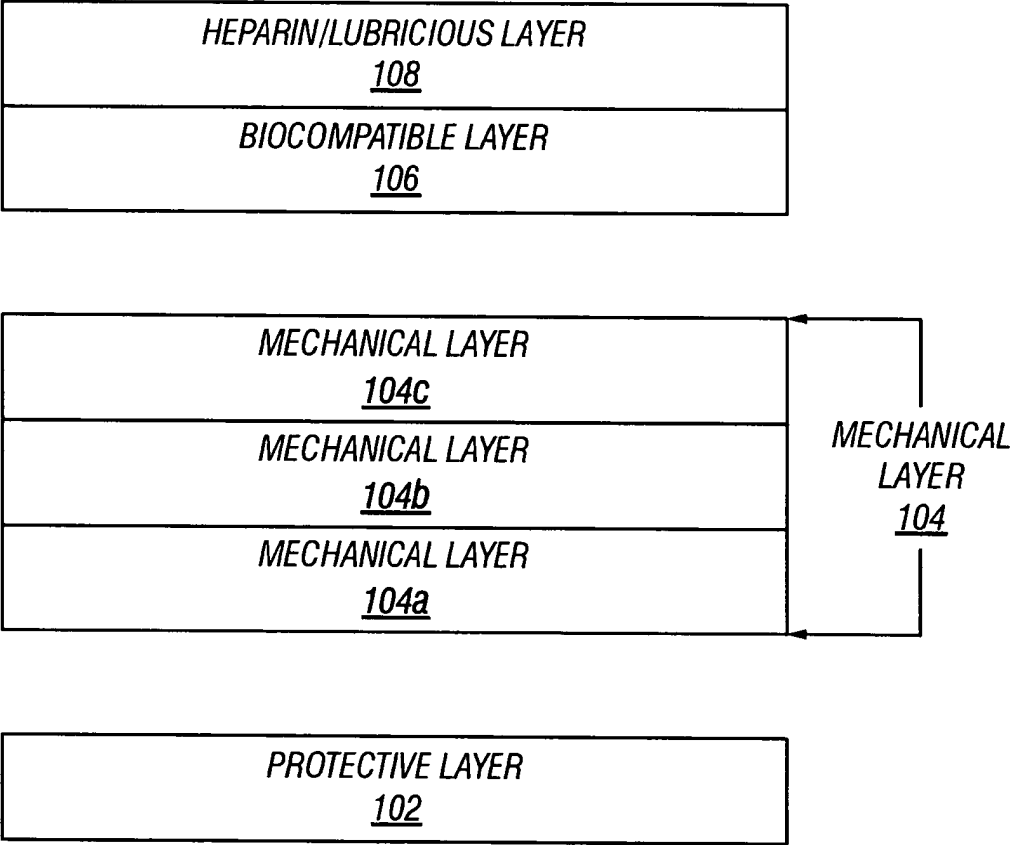 HEPARIN/LUBRICIOUS LAYER
108
BIOCOMPATIBLE LAYER
106
MECHANICAL LAYER
104c
MECHANICAL LAYER
104b
MECHANICAL LAYER
104a
MECHANICAL
LAYER
104
PROTECTIVE LAYER
102